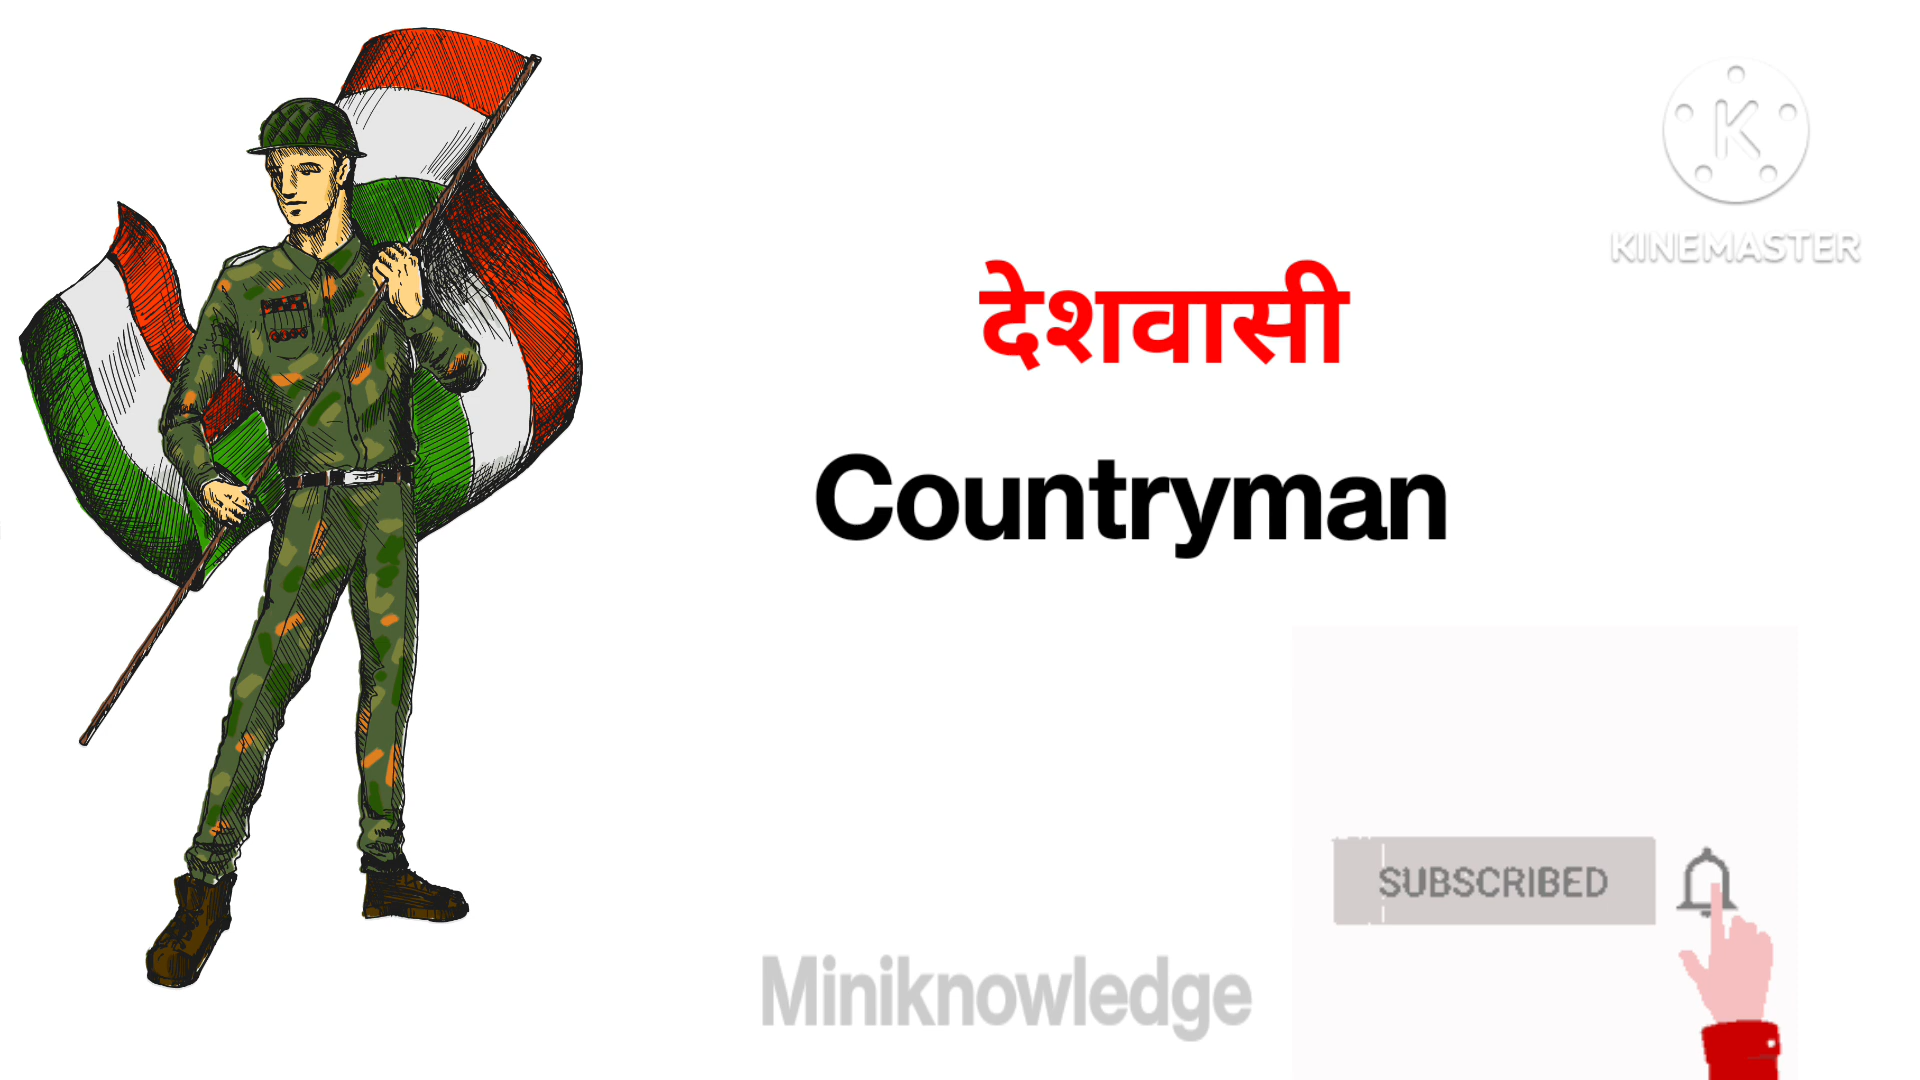 K
KINEMASTER
देशवासी
Countryman
SUBSCRIBED
Miniknowledge